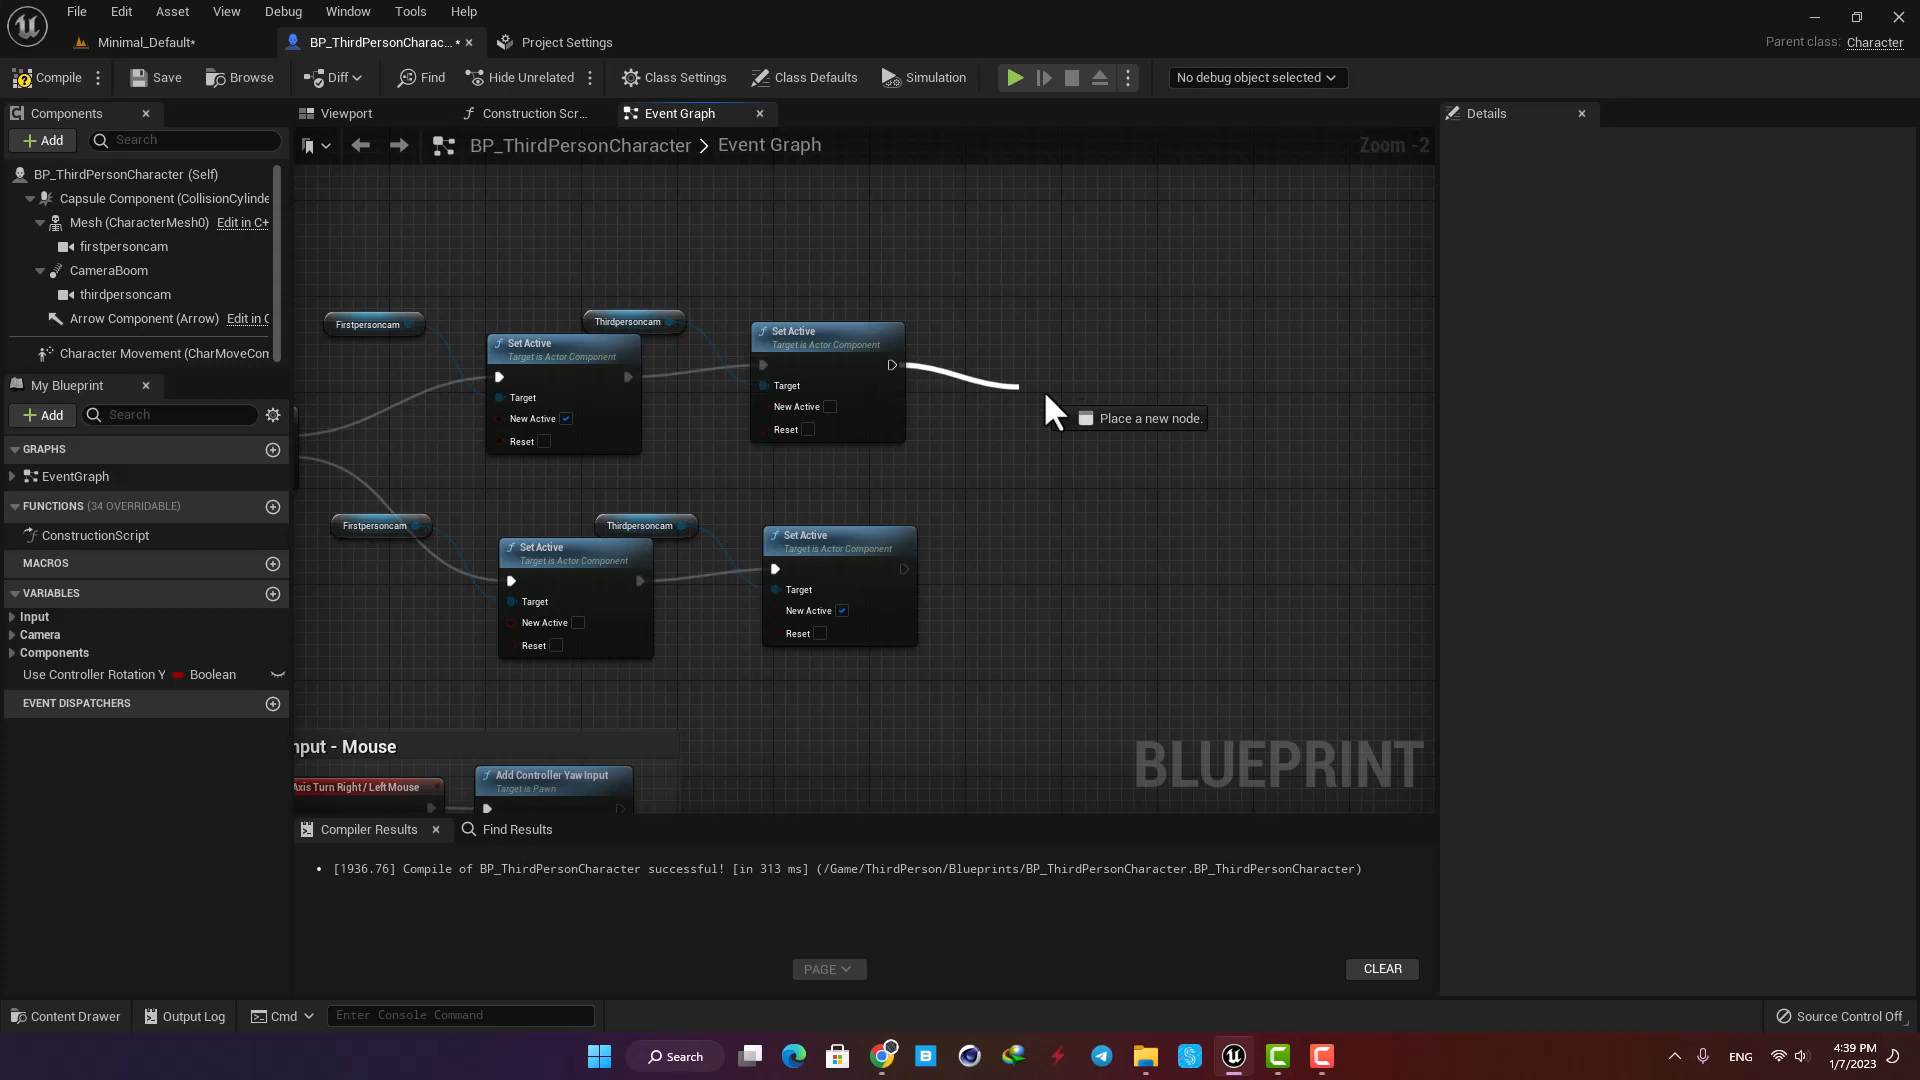 File Edit Asset View Debug Window Tools Help
Minimal_Default*
BP_ThirdPersonCharac... *
Project Settings
Parent class: Character
Compile
Save
Browse
Diff
Find
Hide Unrelated
Class Settings
Class Defaults
Simulation
No debug object selected
Components
Viewport
Construction Scr...
Event Graph
Details
Add
Search
BP_ThirdPersonCharacter > Event Graph
Zoom -2
BP_ThirdPersonCharacter (Self)
Capsule Component (CollisionCylinde
Mesh (CharacterMesh0) Edit in C+
firstpersoncam
CameraBoom
thirdpersoncam
Arrow Component (Arrow) Edit in C
Character Movement (CharMoveCon
My Blueprint
Add
Search
GRAPHS
EventGraph
FUNCTIONS (34 OVERRIDABLE)
ConstructionScript
MACROS
VARIABLES
Input
Camera
Components
Use Controller Rotation Y Boolean
EVENT DISPATCHERS
Firstpersoncam
Set Active
Target is Actor Component
Target
New Active
Reset
Thirdpersoncam
Set Active
Target is Actor Component
Target
New Active
Reset
Place a new node.
Firstpersoncam
Set Active
Target is Actor Component
Target
New Active
Reset
Thirdpersoncam
Set Active
Target is Actor Component
Target
New Active
Reset
nput - Mouse
Axis Turn Right / Left Mouse
Add Controller Yaw Input
Target is Pawn
BLUEPRINT
Compiler Results
Find Results
• [1936.76] Compile of BP_ThirdPersonCharacter successful! [in 313 ms] (/Game/ThirdPerson/Blueprints/BP_ThirdPersonCharacter.BP_ThirdPersonCharacter)
PAGE
CLEAR
Content Drawer
Output Log
Cmd
Enter Console Command
Source Control Off
Search
ENG
4:39 PM
1/7/2023